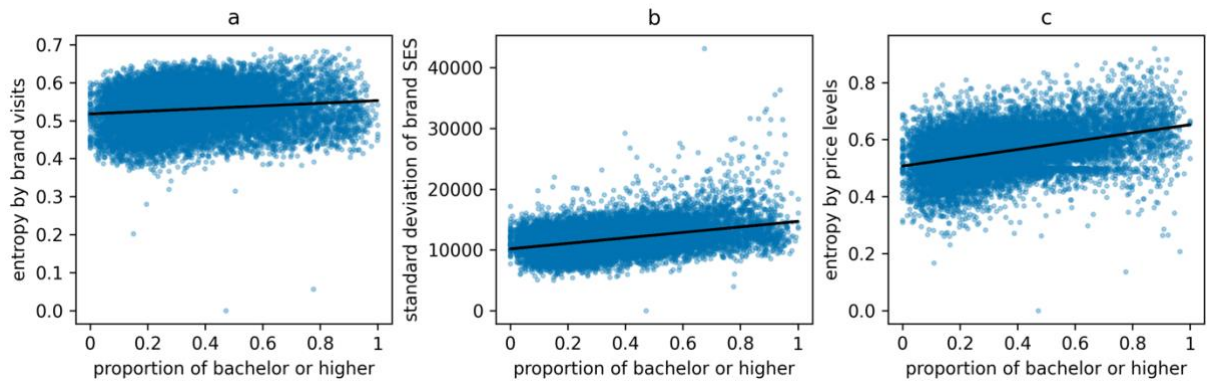 a
entropy by brand visits
0.7
0.6
0.5
0.4
0.3
0.2
0.1
0.0
0 0.2 0.4 0.6 0.8 1
proportion of bachelor or higher
b
standard deviation of brand SES
40000
30000
20000
10000
0
0 0.2 0.4 0.6 0.8 1
proportion of bachelor or higher
c
entropy by price levels
0.8
0.6
0.4
0.2
0.0
0 0.2 0.4 0.6 0.8 1
proportion of bachelor or higher